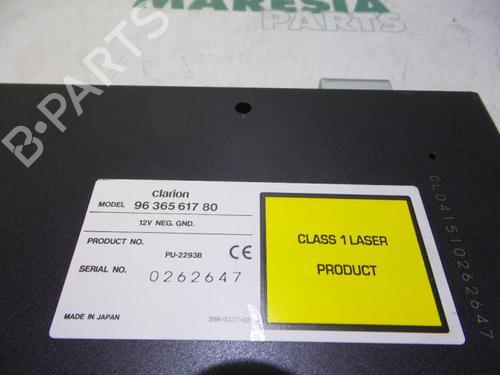 MARESIA
PARTS
B-PARTS
clarion
MODEL 96 365 617 80
12V NEG. GND.
PRODUCT NO. PU-2293B CE
SERIAL NO. 0262647
MADE IN JAPAN
CLASS 1 LASER
PRODUCT
CL041510262647